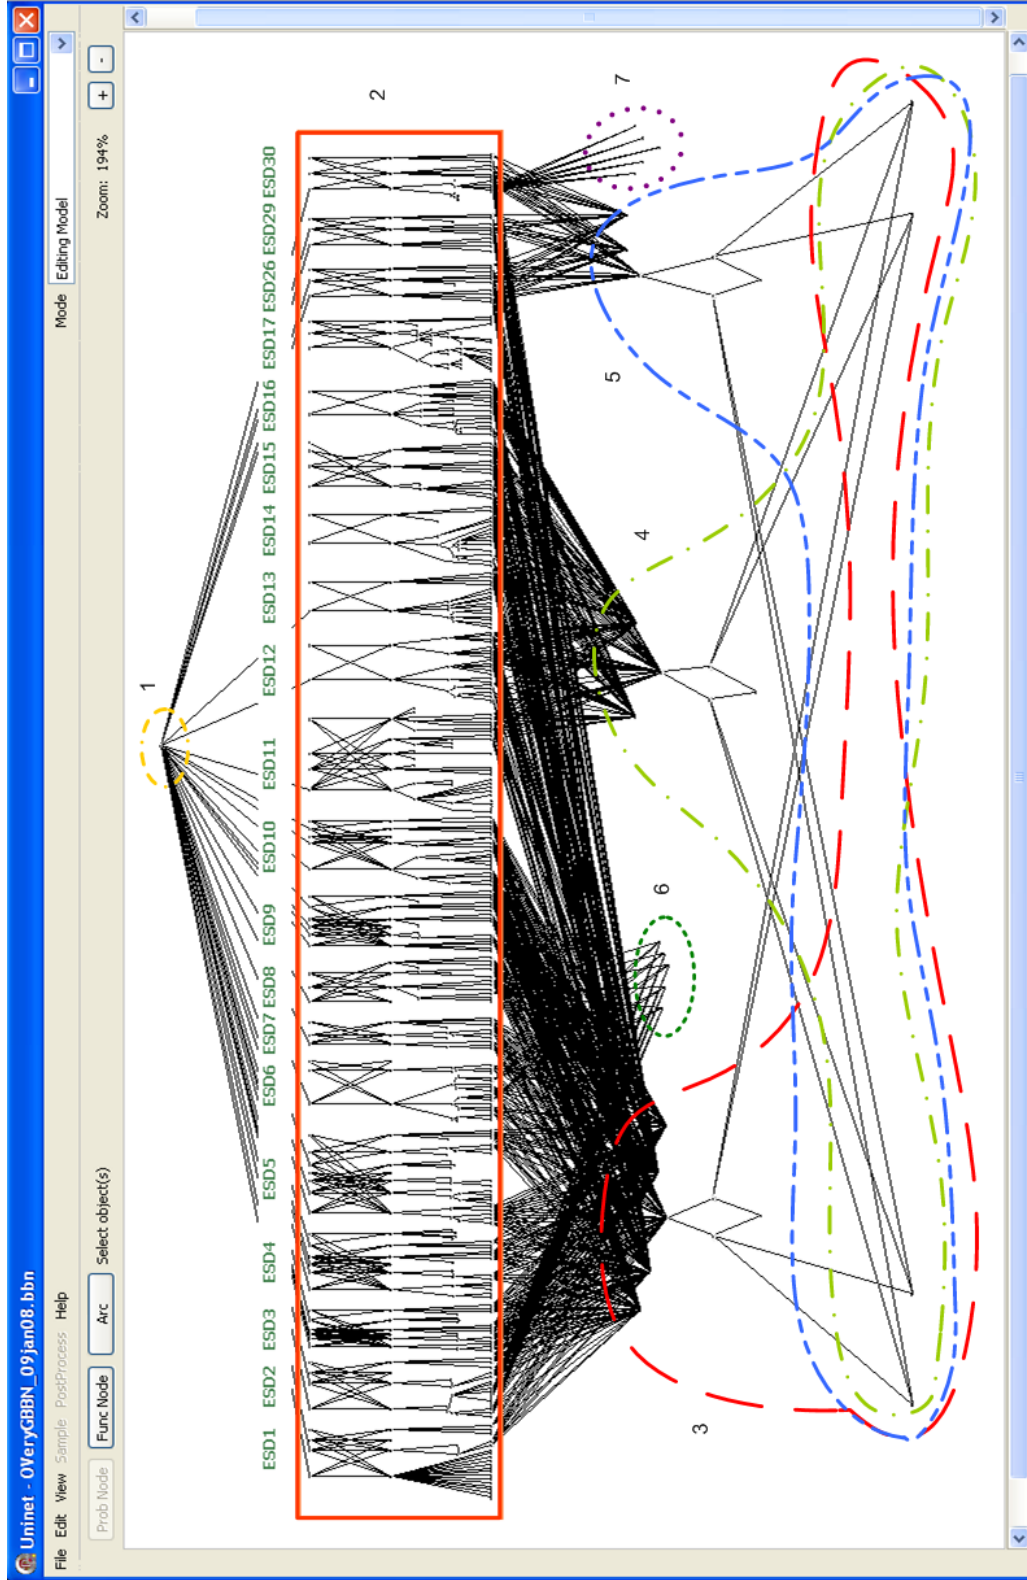 Uninet - OVeryGBBN_09jan08.bbn
File Edit View Sample PostProcess Help
Mode Editing Model
Prob Node Func Node Arc Select object(s)
Zoom: 194% + -
1
ESD1 ESD2 ESD3 ESD4 ESD5 ESD6 ESD7 ESD8 ESD9 ESD10 ESD11 ESD12 ESD13 ESD14 ESD15 ESD16 ESD17 ESD26 ESD29 ESD30
2
7
5
4
6
3